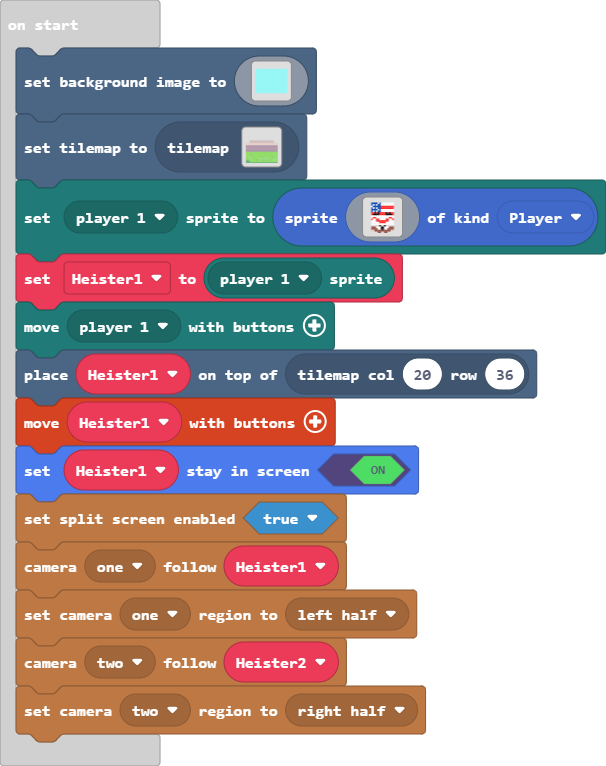 on start
set background image to
set tilemap to tilemap
set player 1 sprite to sprite of kind Player
set Heister1 to player 1 sprite
move player 1 with buttons
place Heister1 on top of tilemap col 20 row 36
move Heister1 with buttons
set Heister1 stay in screen ON
set split screen enabled true
camera one follow Heister1
set camera one region to left half
camera two follow Heister2
set camera two region to right half